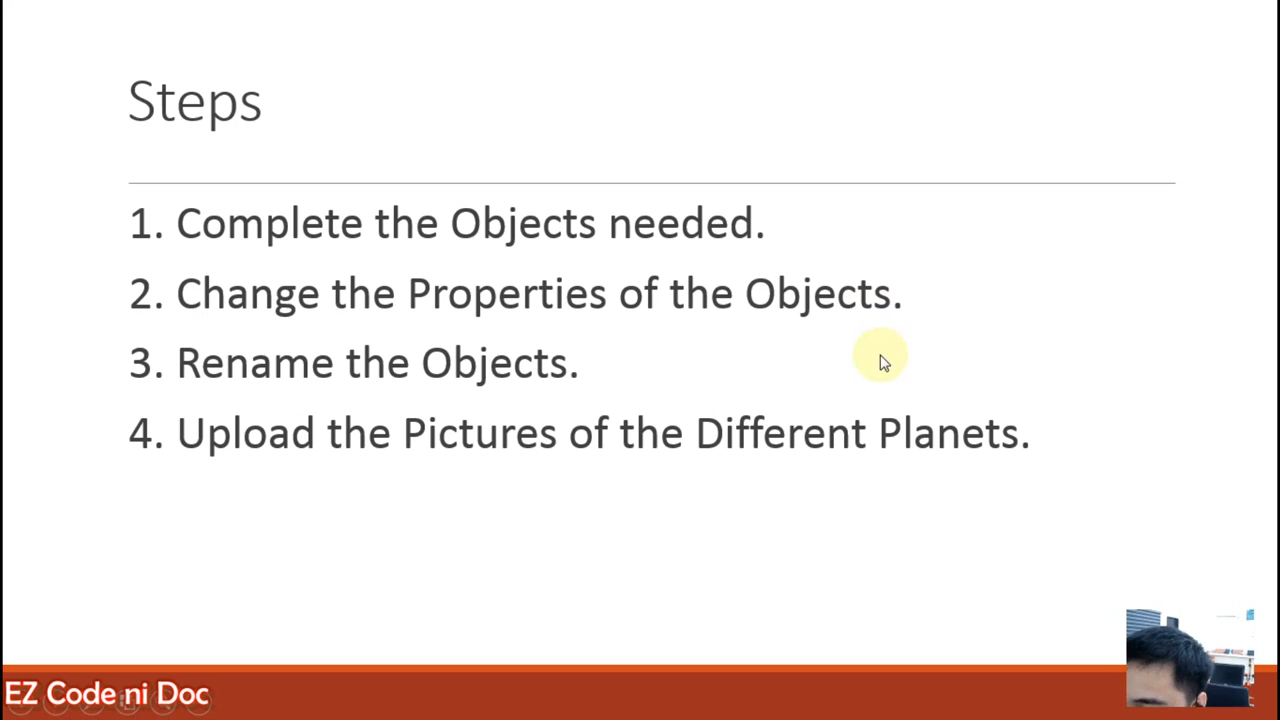 Steps
1. Complete the Objects needed.
2. Change the Properties of the Objects.
3. Rename the Objects.
4. Upload the Pictures of the Different Planets.
EZ Code ni Doc